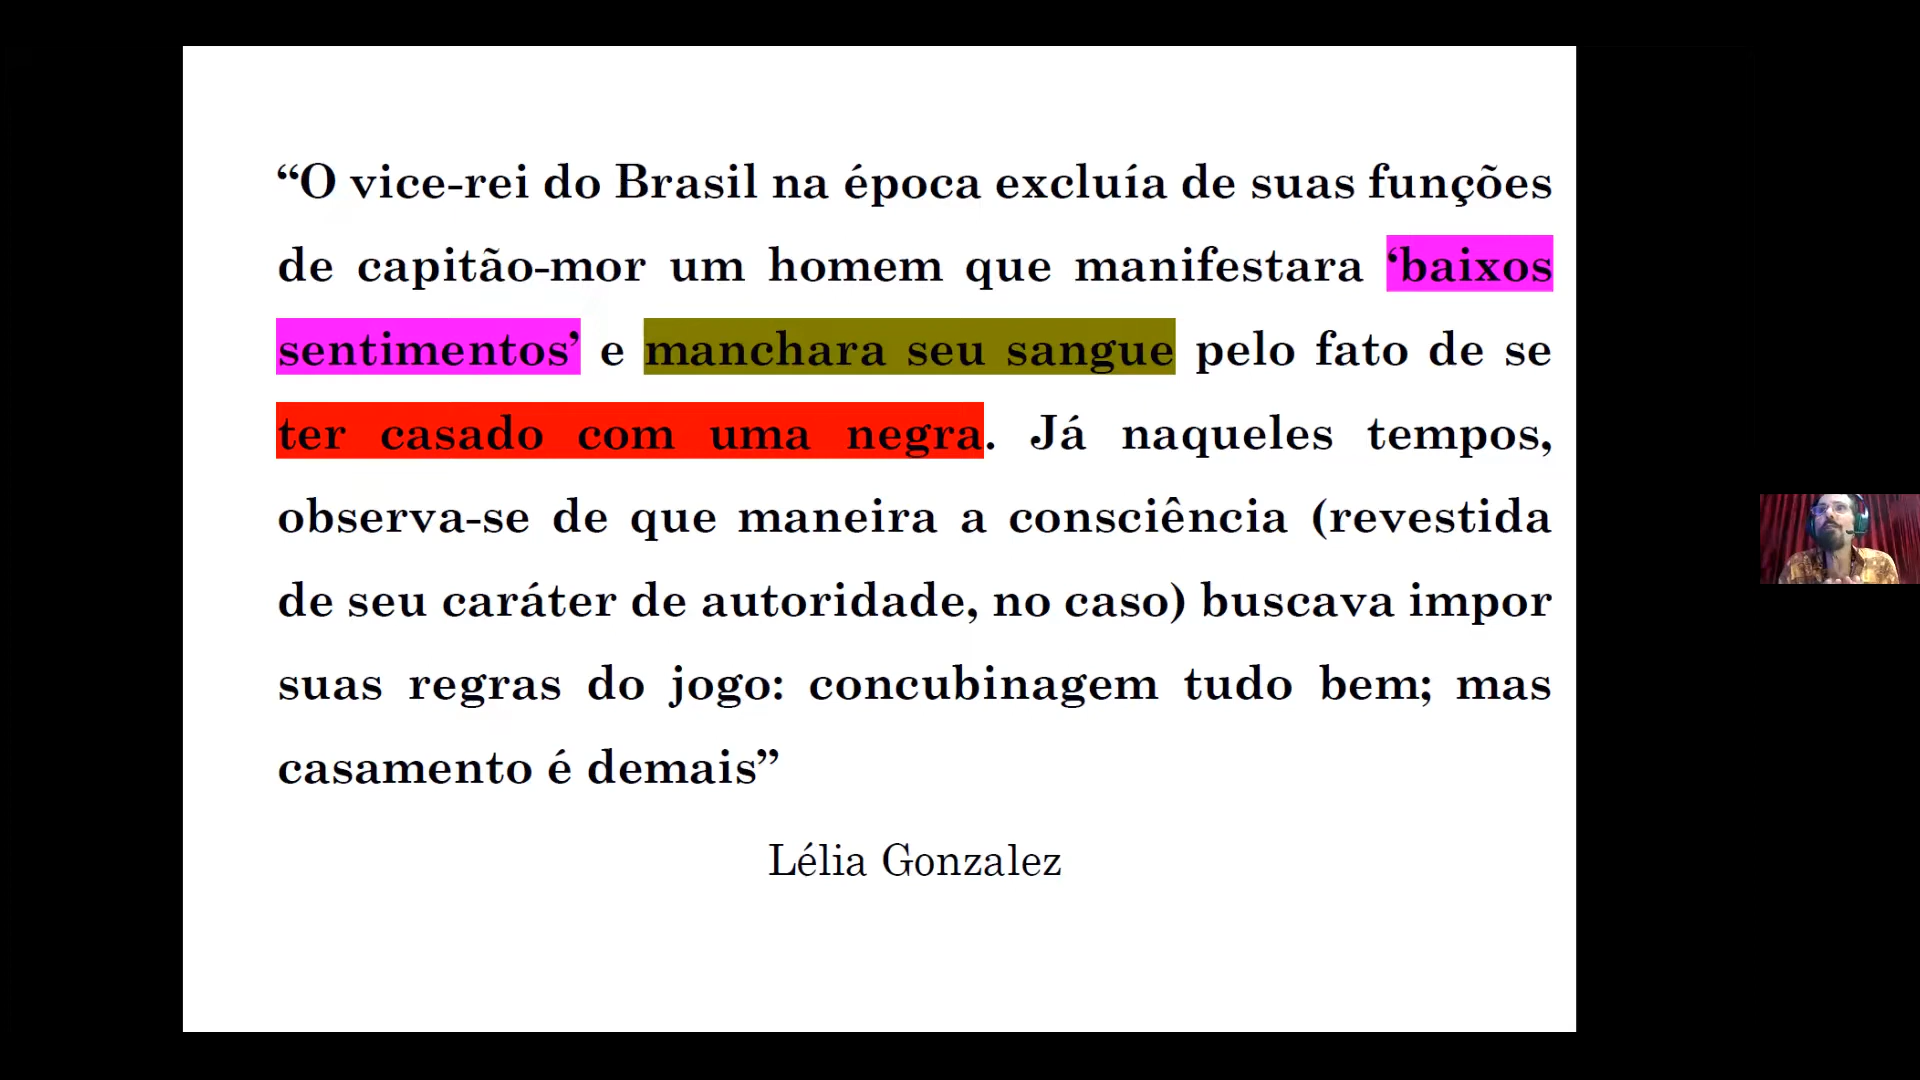 “O vice-rei do Brasil na época excluía de suas funções
de capitão-mor um homem que manifestara ‘baixos
sentimentos’ e manchara seu sangue pelo fato de se
ter casado com uma negra. Já naqueles tempos,
observa-se de que maneira a consciência (revestida
de seu caráter de autoridade, no caso) buscava impor
suas regras do jogo: concubinagem tudo bem; mas
casamento é demais”
Lélia Gonzalez